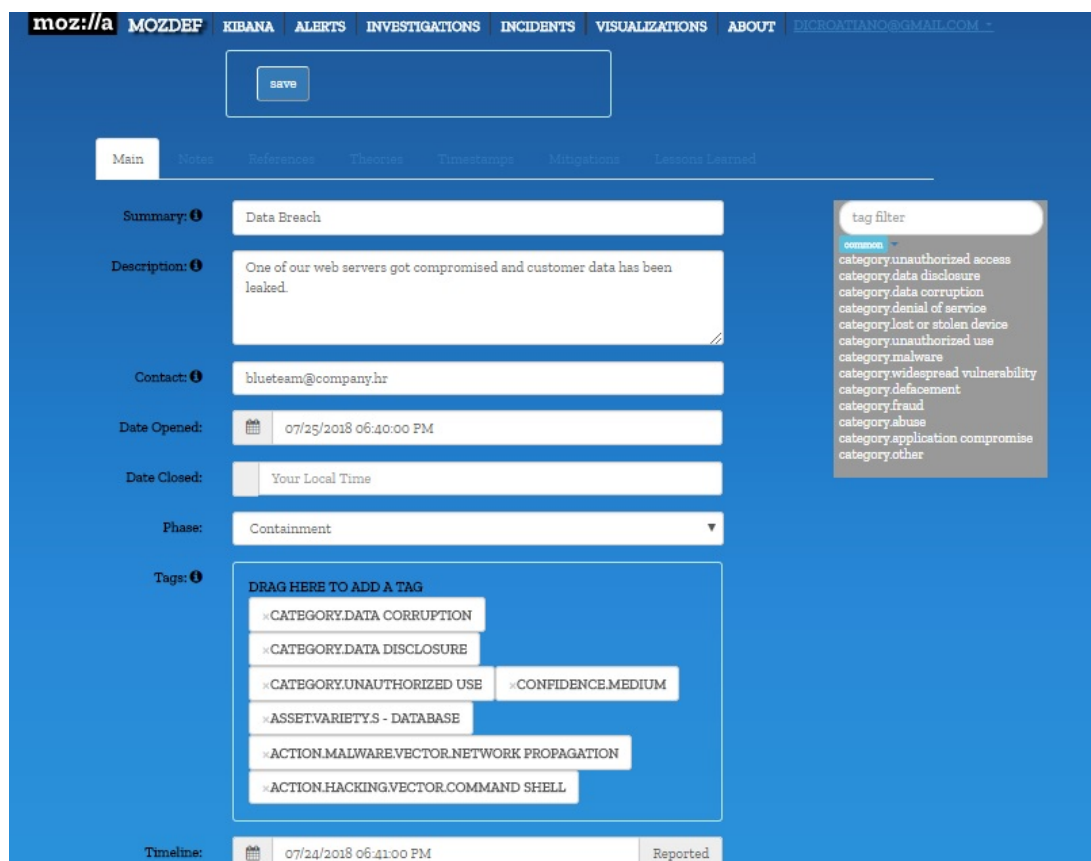 moz://a MOZDEF KIBANA ALERTS INVESTIGATIONS INCIDENTS VISUALIZATIONS ABOUT DICROATIANO@GMAIL.COM
save
Main Notes References Theories Timestamps Mitigations Lessons Learned
Summary: Data Breach
tag filter
common
category.unauthorized access
category.data disclosure
category.data corruption
category.denial of service
category.lost or stolen device
category.unauthorized use
category.malware
category.widespread vulnerability
category.defacement
category.fraud
category.abuse
category.application compromise
category.other
Description: One of our web servers got compromised and customer data has been
leaked.
Contact: blueteam@company.hr
Date Opened: 07/25/2018 06:40:00 PM
Date Closed: Your Local Time
Phase: Containment
Tags: DRAG HERE TO ADD A TAG
×CATEGORY.DATA CORRUPTION
×CATEGORY.DATA DISCLOSURE
×CATEGORY.UNAUTHORIZED USE ×CONFIDENCE.MEDIUM
×ASSET.VARIETY.S - DATABASE
×ACTION.MALWARE.VECTOR.NETWORK PROPAGATION
×ACTION.HACKING.VECTOR.COMMAND SHELL
Timeline: 07/24/2018 06:41:00 PM Reported